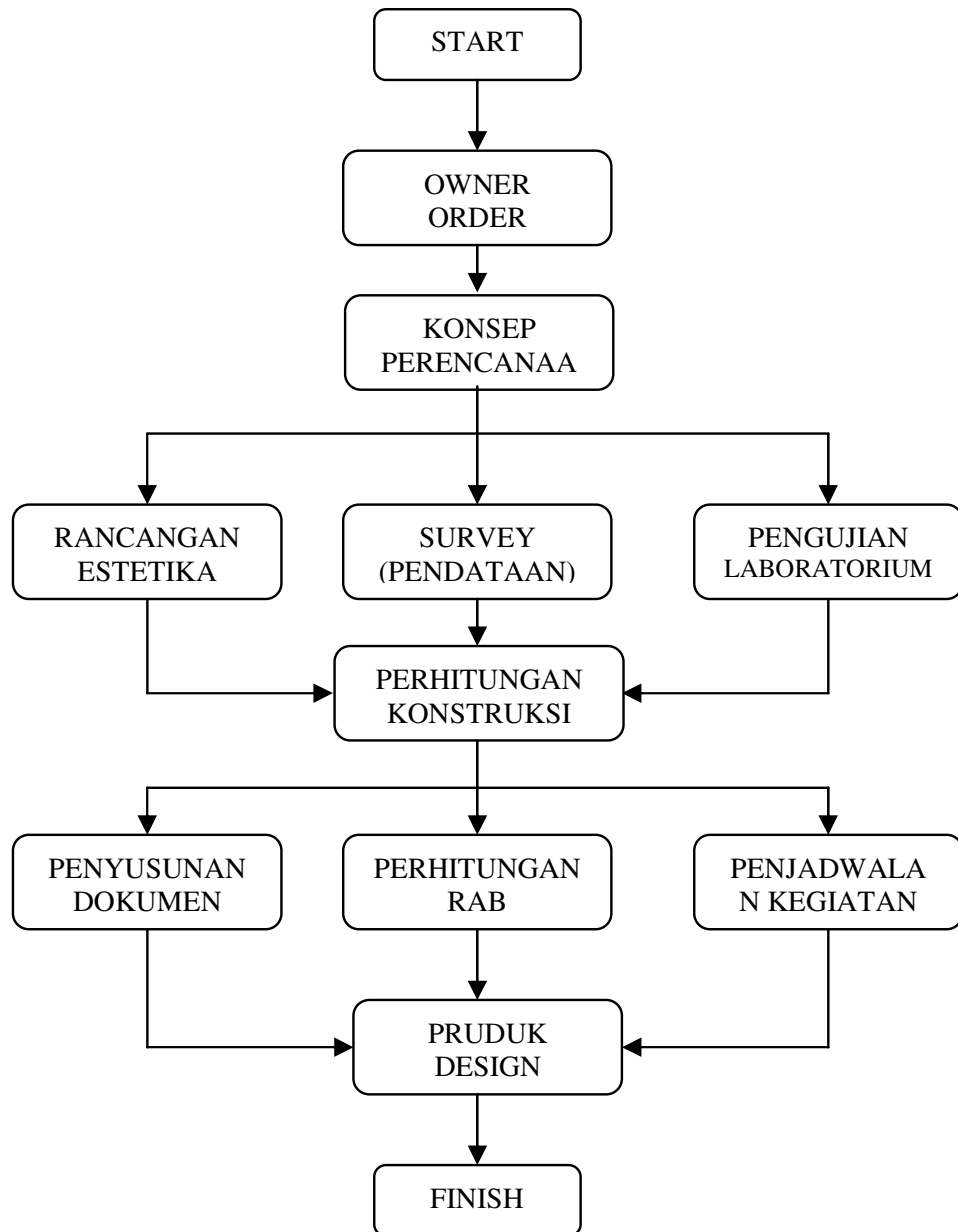 START
OWNER
ORDER
KONSEP
PERENCANAA
RANCANGAN
ESTETIKA
SURVEY
(PENDATAAN)
PENGUJIAN
LABORATORIUM
PERHITUNGAN
KONSTRUKSI
PENYUSUNAN
DOKUMEN
PERHITUNGAN
RAB
PENJADWALA
N KEGIATAN
PRUDUK
DESIGN
FINISH